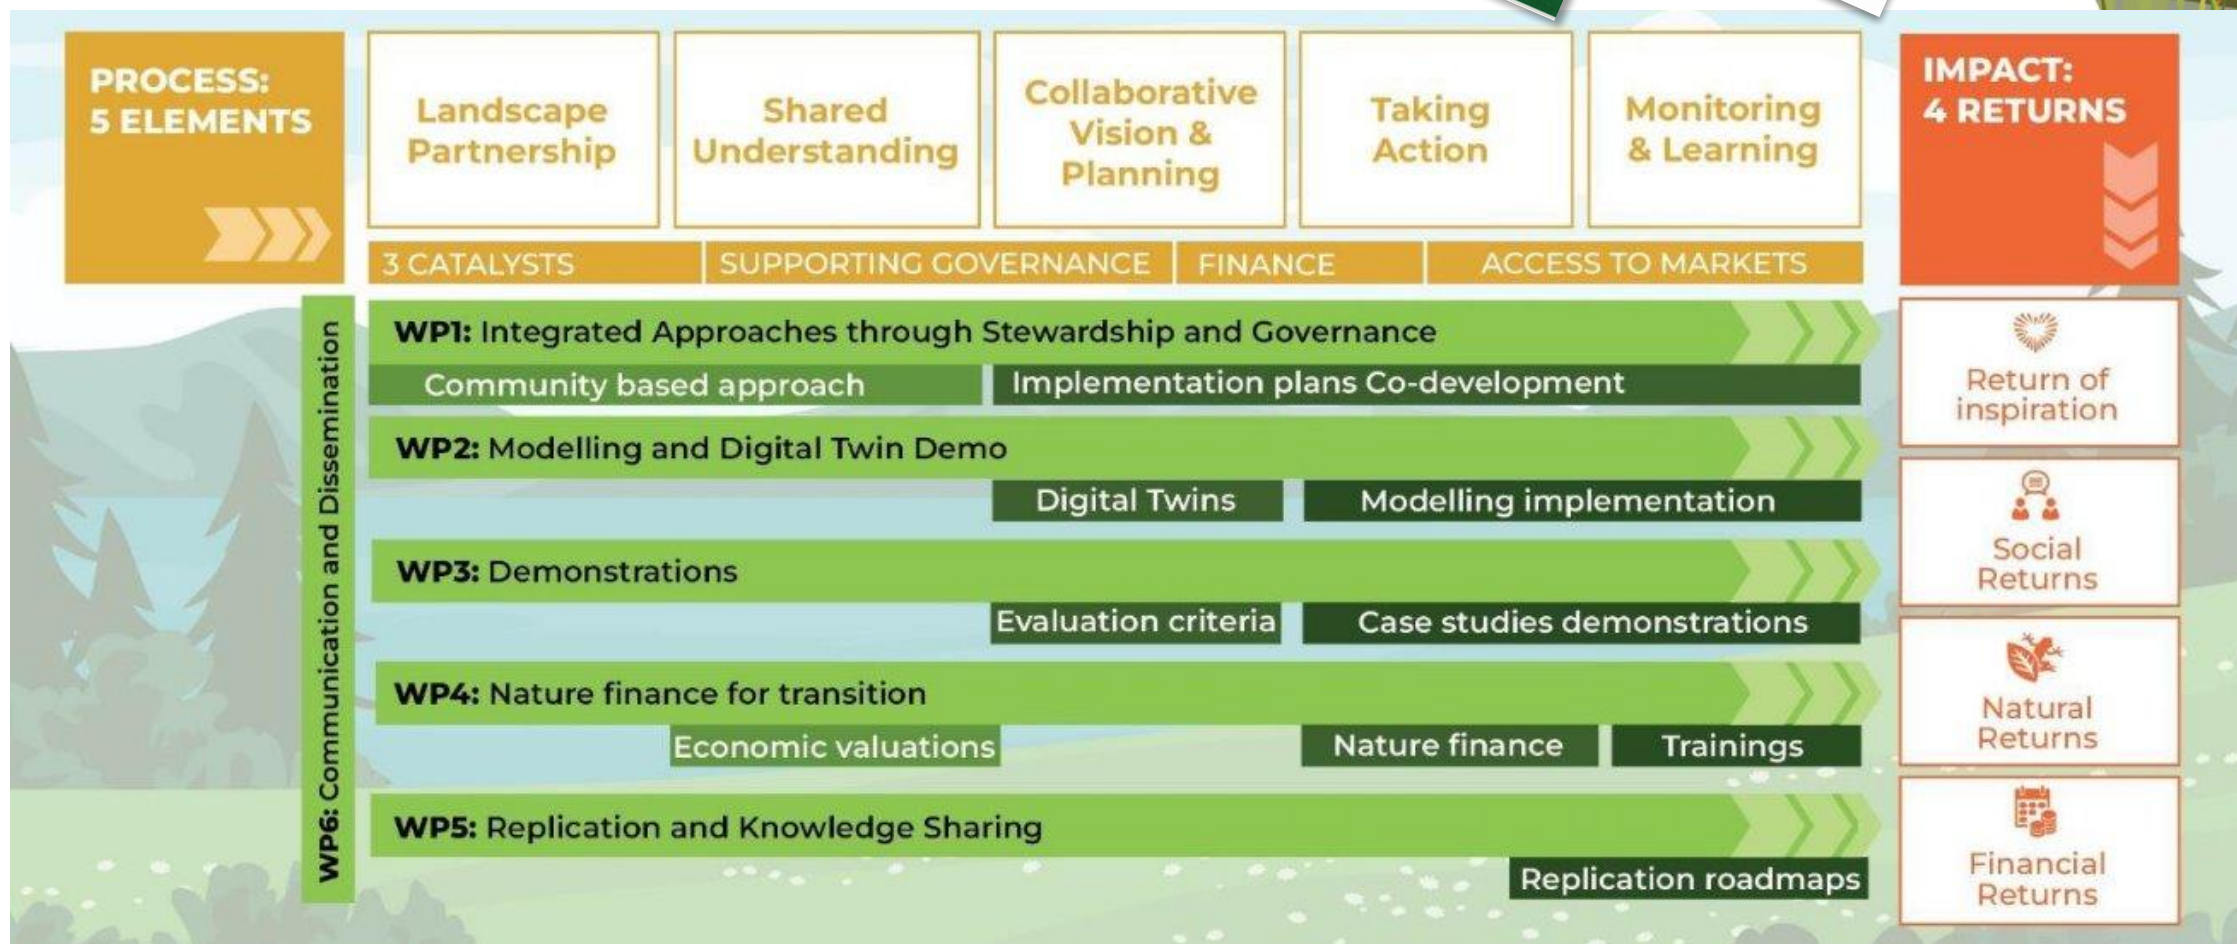 PROCESS:
5 ELEMENTS
Landscape
Partnership
Shared
Understanding
Collaborative
Vision &
Planning
Taking
Action
Monitoring
& Learning
IMPACT:
4 RETURNS
3 CATALYSTS
SUPPORTING GOVERNANCE
FINANCE
ACCESS TO MARKETS
WP6: Communication and Dissemination
WP1: Integrated Approaches through Stewardship and Governance
Community based approach
Implementation plans Co-development
WP2: Modelling and Digital Twin Demo
Digital Twins
Modelling implementation
WP3: Demonstrations
Evaluation criteria
Case studies demonstrations
WP4: Nature finance for transition
Economic valuations
Nature finance
Trainings
WP5: Replication and Knowledge Sharing
Replication roadmaps
Return of
inspiration
Social
Returns
Natural
Returns
Financial
Returns